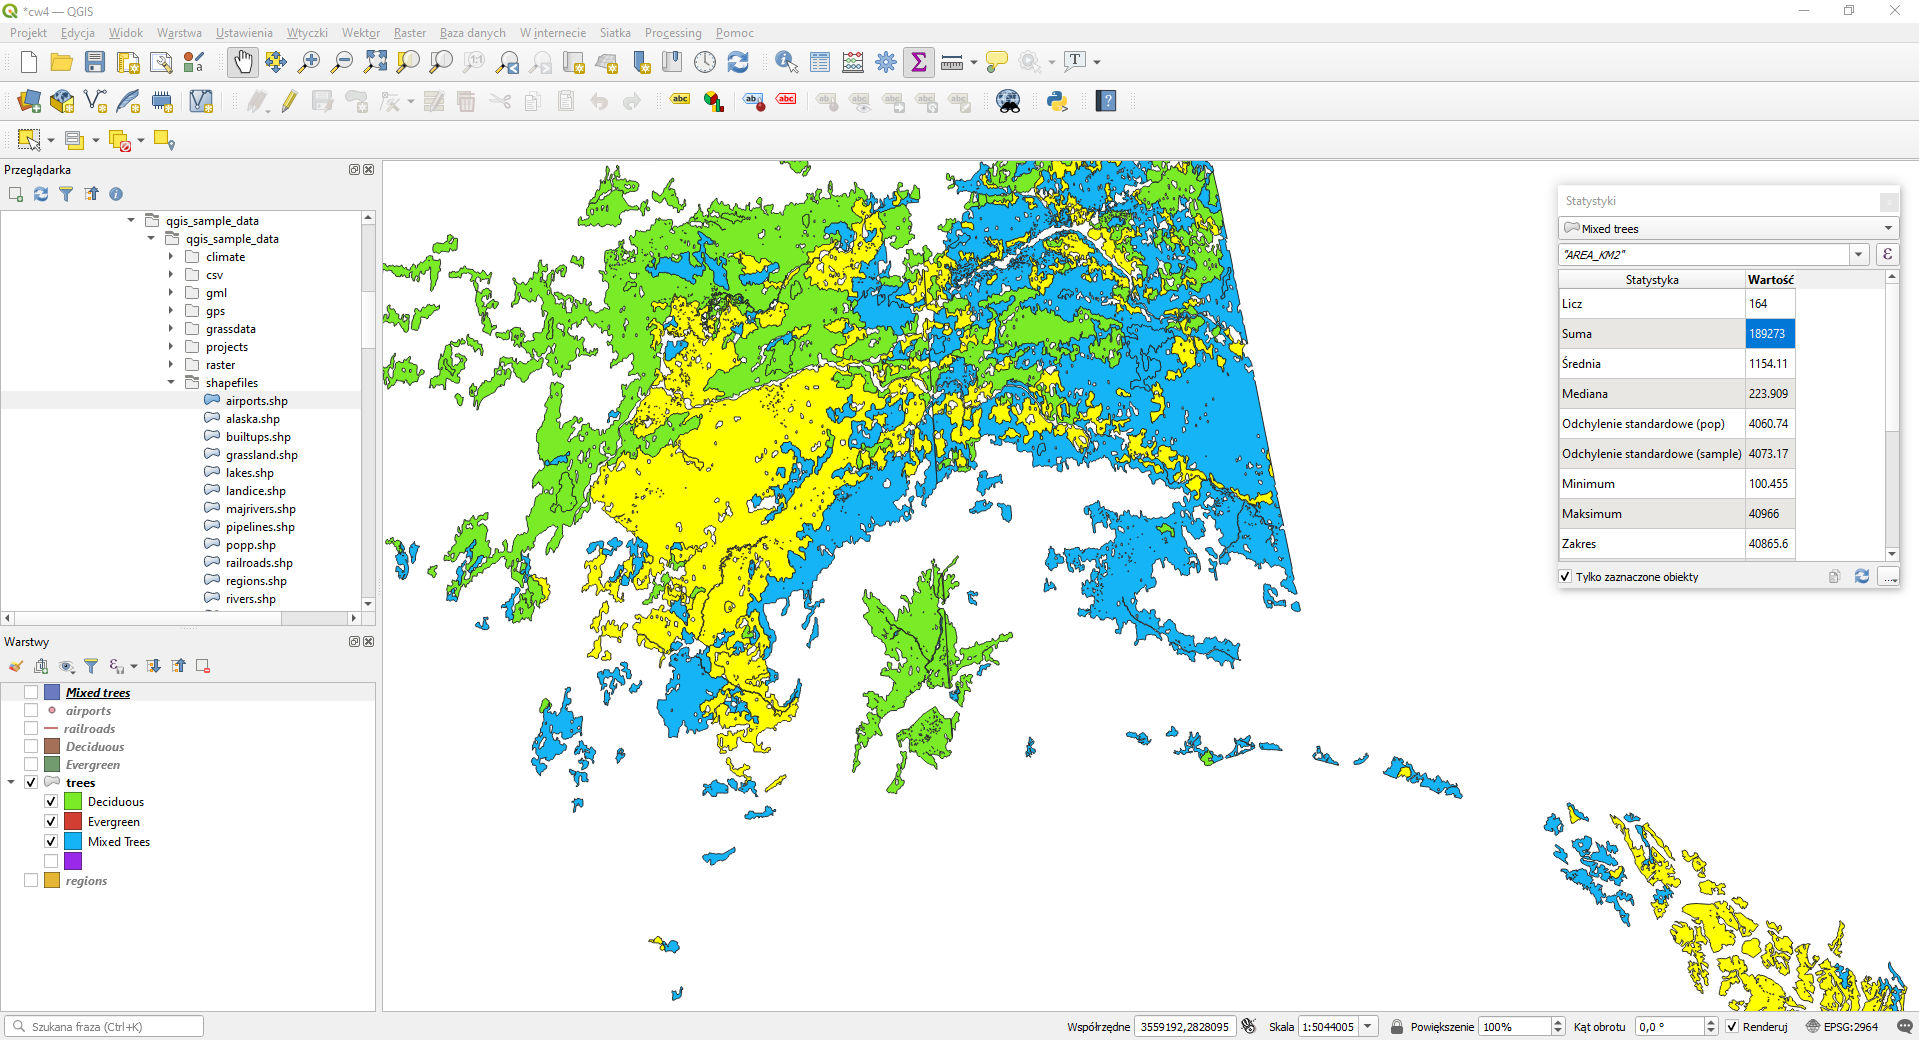 *cw4 — QGIS
Projekt Edycja Widok Warstwa Ustawienia Wtyczki Wektor Raster Baza danych W internecie Siatka Processing Pomoc
Przeglądarka
qgis_sample_data
qgis_sample_data
climate
csv
gml
gps
grassdata
projects
raster
shapefiles
airports.shp
alaska.shp
builtups.shp
grassland.shp
lakes.shp
landice.shp
majrivers.shp
pipelines.shp
popp.shp
railroads.shp
regions.shp
rivers.shp
Warstwy
Mixed trees
airports
railroads
Deciduous
Evergreen
trees
Deciduous
Evergreen
Mixed Trees
regions
Statystyki
Mixed trees
"AREA_KM2"
Statystyka Wartość
Licz 164
Suma 189273
Średnia 1154.11
Mediana 223.909
Odchylenie standardowe (pop) 4060.74
Odchylenie standardowe (sample) 4073.17
Minimum 100.455
Maksimum 40966
Zakres 40865.6
Tylko zaznaczone obiekty
Szukana fraza (Ctrl+K)
Współrzędne 3559192,2828095 Skala 1:5044005 Powiększenie 100% Kąt obrotu 0,0 ° Renderuj EPSG:2964